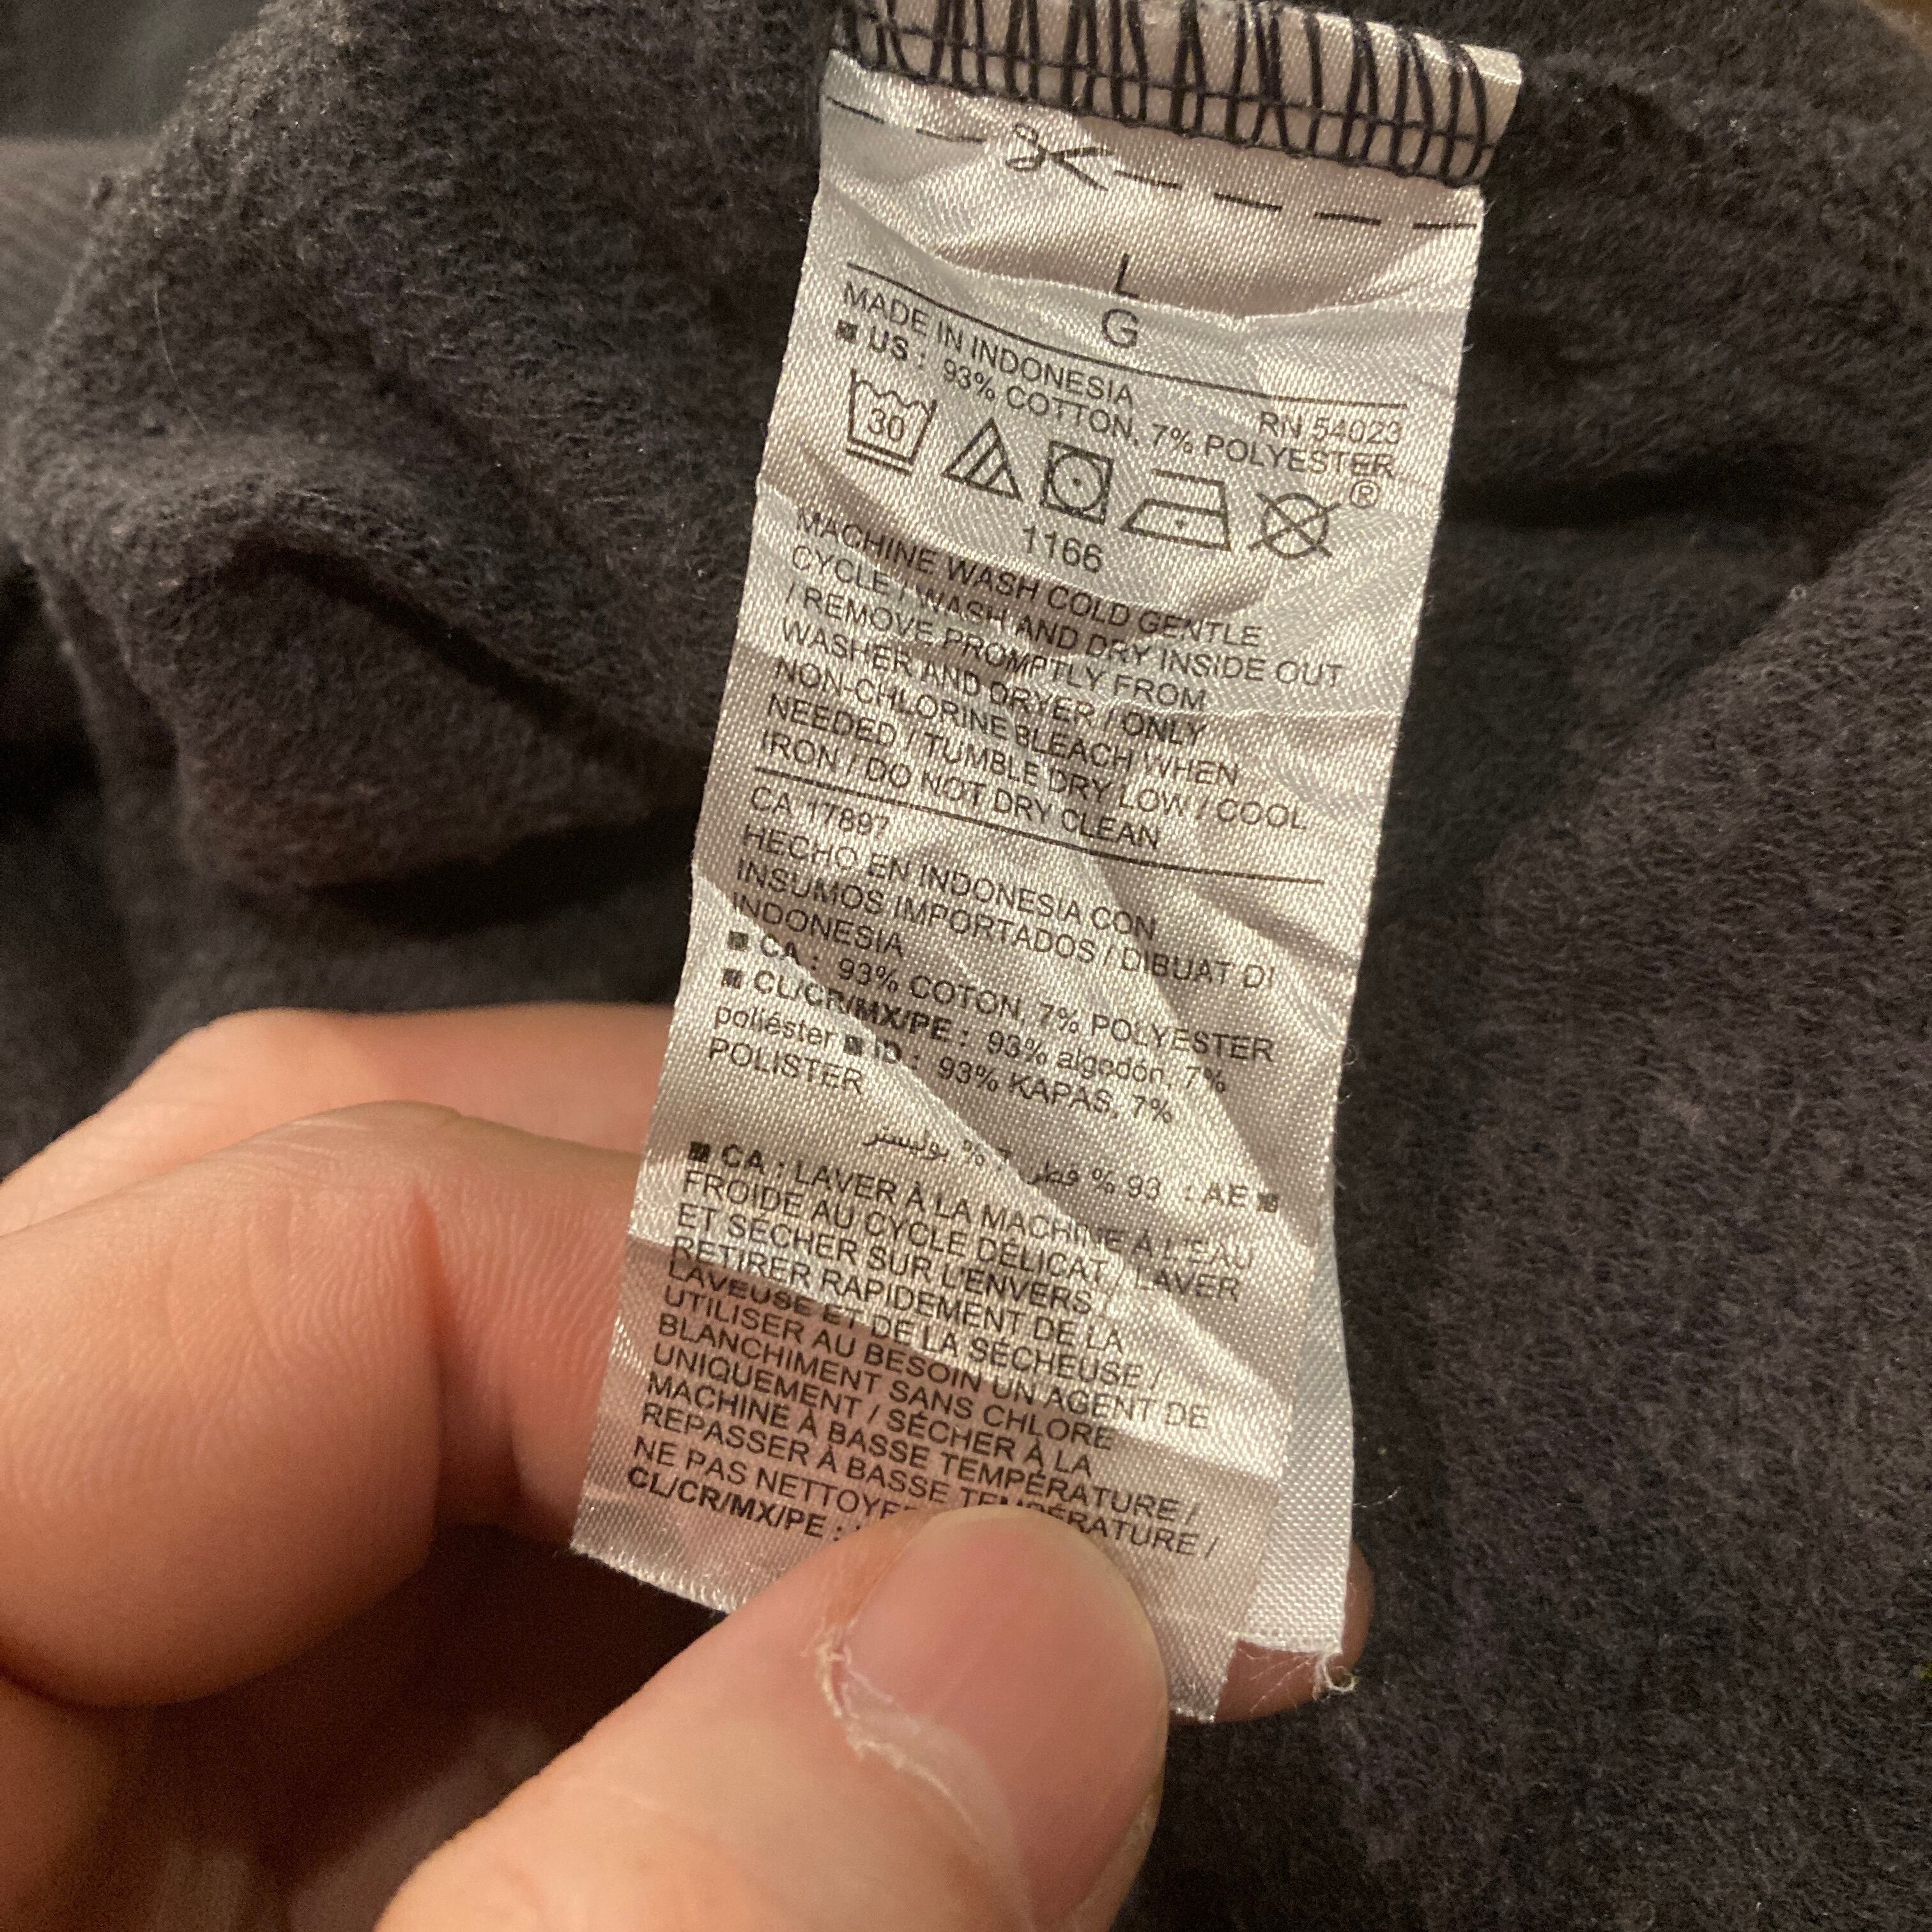 L
G
MADE IN INDONESIA RN 54023
■ US : 93% COTTON, 7% POLYESTER
30 ®
1166
MACHINE WASH COLD GENTLE
CYCLE / WASH AND DRY INSIDE OUT
/ REMOVE PROMPTLY FROM
WASHER AND DRYER / ONLY
NON-CHLORINE BLEACH WHEN
NEEDED / TUMBLE DRY LOW / COOL
IRON / DO NOT DRY CLEAN
CA 17897
HECHO EN INDONESIA CON
INSUMOS IMPORTADOS / DIBUAT DI
INDONESIA
■ CA : 93% COTON, 7% POLYESTER
■ CL/CR/MX/PE : 93% algodón, 7%
poliéster ■ ID : 93% KAPAS, 7%
POLISTER
■ AE : 93 % قطن 7 % بوليستر
■ CA : LAVER À LA MACHINE À L'EAU
FROIDE AU CYCLE DÉLICAT / LAVER
ET SÉCHER SUR L'ENVERS /
RETIRER RAPIDEMENT DE LA
LAVEUSE ET DE LA SÉCHEUSE /
UTILISER AU BESOIN UN AGENT DE
BLANCHIMENT SANS CHLORE
UNIQUEMENT / SÉCHER À LA
MACHINE À BASSE TEMPÉRATURE /
REPASSER À BASSE TEMPÉRATURE /
NE PAS NETTOYE
CL/CR/MX/PE :